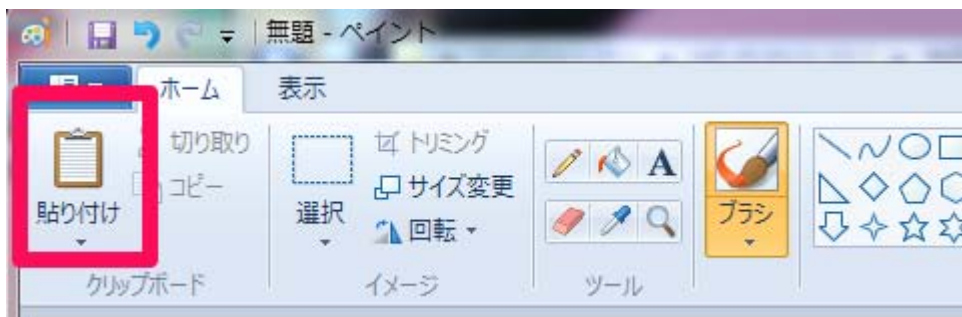 無題 - ペイント
ホーム 表示
貼り付け
切り取り
コピー
クリップボード
選択
トリミング
サイズ変更
回転
イメージ
A
ツール
ブラシ